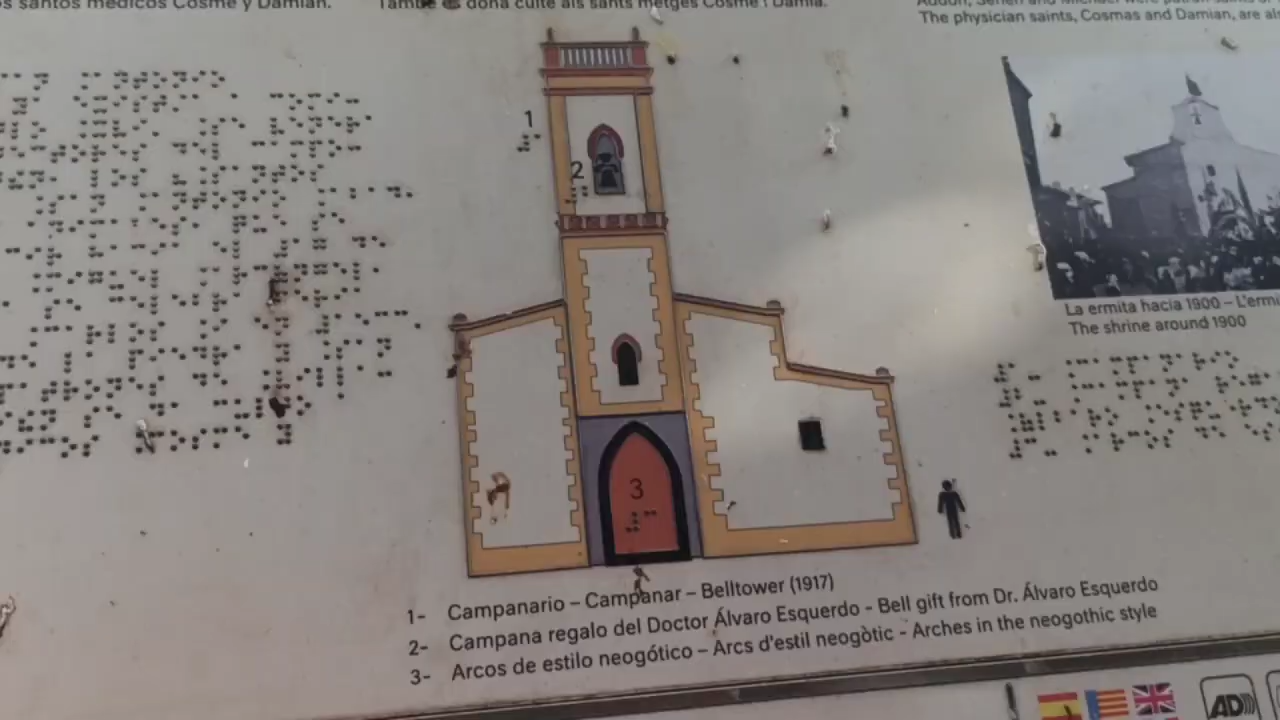 s santos médicos Cosme y Damián.
També es dona culte als sants metges Cosme i Damià.
The physician saints, Cosmas and Damian, are
1
2
3
La ermita hacia 1900 –
The shrine around 1900
1- Campanario – Campanar – Belltower (1917)
2- Campana regalo del Doctor Álvaro Esquerdo - Bell gift from Dr. Álvaro Esquerdo
3- Arcos de estilo neogótico – Arcs d'estil neogòtic - Arches in the neogothic style
AD